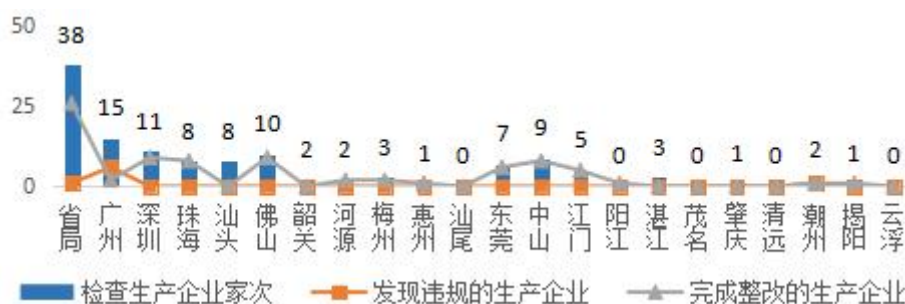 50
38
25
15
11
8
8
10
2
2
3
1
0
7
9
5
0
3
0
1
0
2
1
0
0
省局
广州
深圳
珠海
汕头
佛山
韶关
河源
梅州
惠州
汕尾
东莞
中山
江门
阳江
湛江
茂名
肇庆
清远
潮州
揭阳
云浮
检查生产企业家次 发现违规的生产企业 完成整改的生产企业